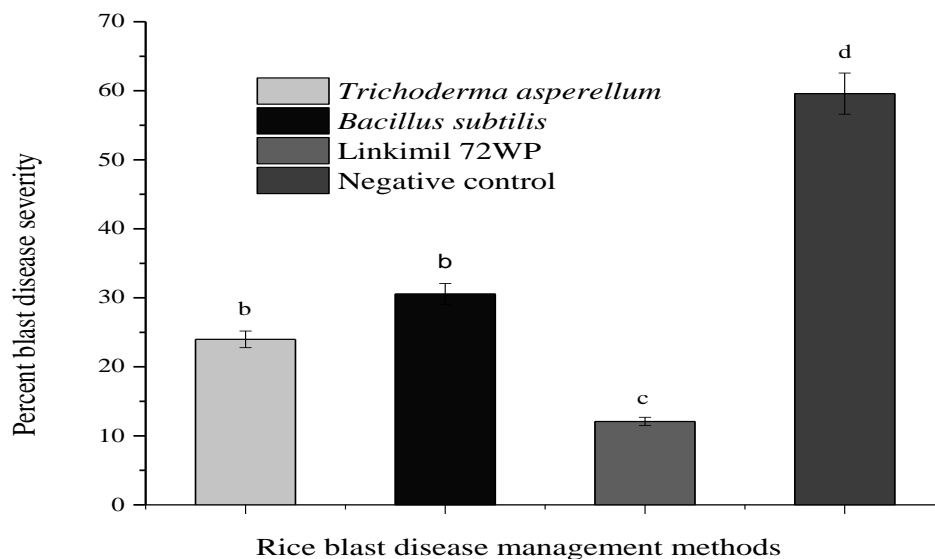 Percent blast disease severity
70
60
50
40
30
20
10
0
Trichoderma asperellum
Bacillus subtilis
Linkimil 72WP
Negative control
b
b
c
d
Rice blast disease management methods